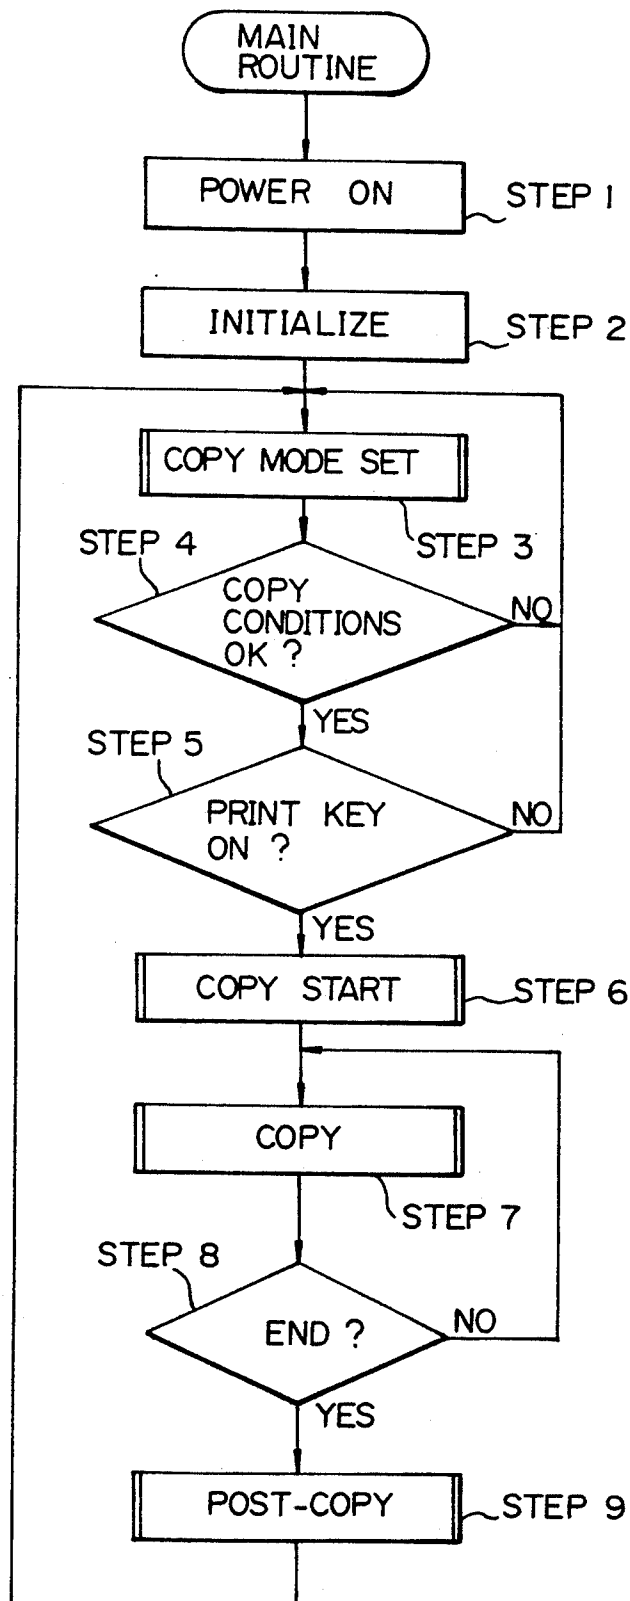 MAIN
ROUTINE
POWER ON
STEP 1
INITIALIZE
STEP 2
COPY MODE SET
STEP 3
STEP 4
COPY
CONDITIONS
OK ?
NO
YES
STEP 5
PRINT KEY
ON ?
NO
YES
COPY START
STEP 6
COPY
STEP 7
STEP 8
END ?
NO
YES
POST-COPY
STEP 9